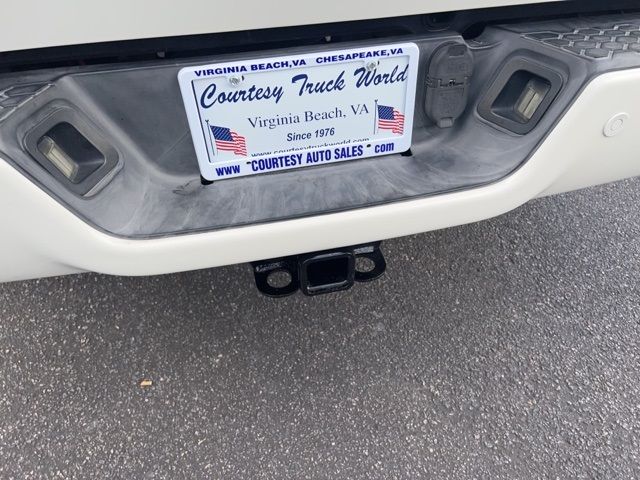 VIRGINIA BEACH,VA CHESAPEAKE,VA
Courtesy Truck World
Virginia Beach, VA
Since 1976
www.courtesytruckworld.com
www "COURTESY AUTO SALES" com